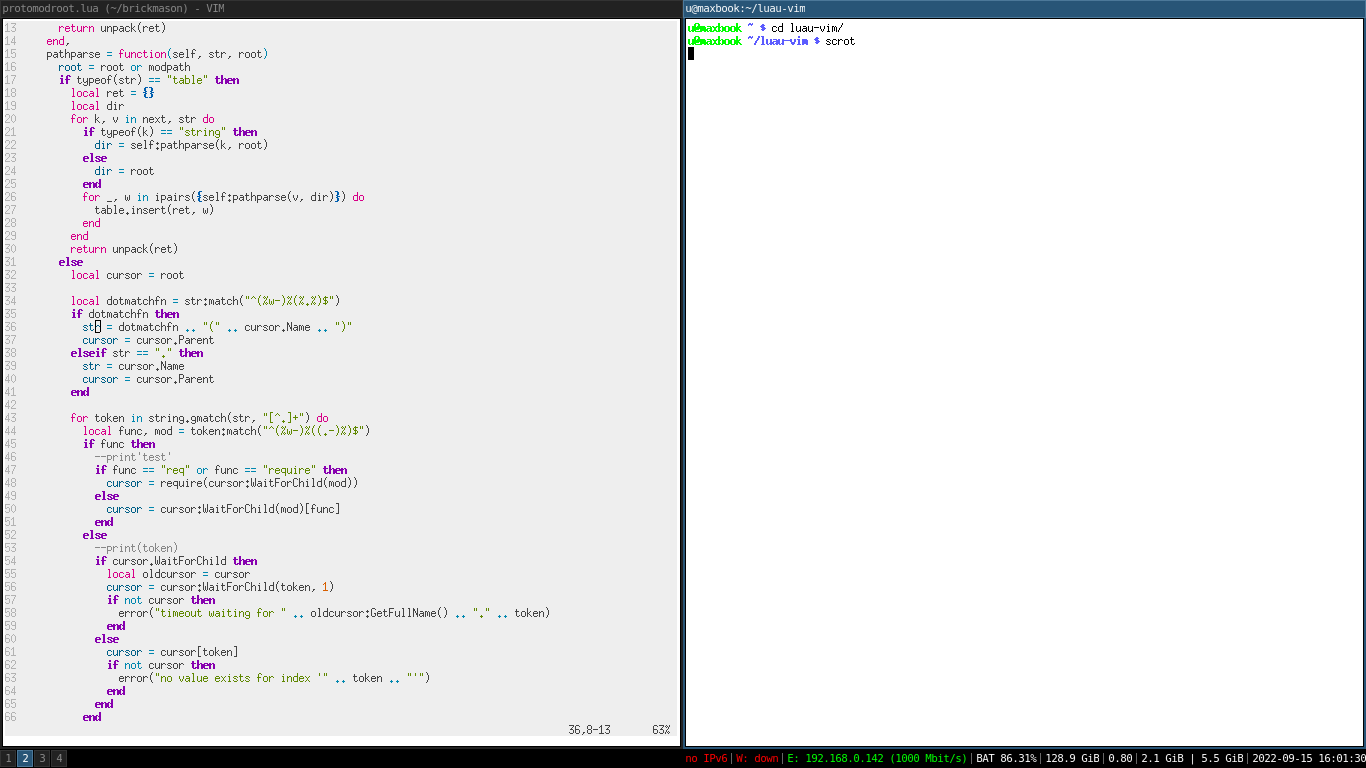 protomodroot.lua (~/brickmason) - VIM
13       return unpack(ret)
14     end,
15     pathparse = function(self, str, root)
16       root = root or modpath
17       if typeof(str) == "table" then
18         local ret = {}
19         local dir
20         for k, v in next, str do
21           if typeof(k) == "string" then
22             dir = self:pathparse(k, root)
23           else
24             dir = root
25           end
26           for _, w in ipairs({self:pathparse(v, dir)}) do
27             table.insert(ret, w)
28           end
29         end
30         return unpack(ret)
31       else
32         local cursor = root
33
34         local dotmatchfn = str:match("^(%w-)%(%.%)$")
35         if dotmatchfn then
36           str = dotmatchfn .. "(" .. cursor.Name .. ")"
37           cursor = cursor.Parent
38         elseif str == "." then
39           str = cursor.Name
40           cursor = cursor.Parent
41         end
42
43         for token in string.gmatch(str, "[^.]+") do
44           local func, mod = token:match("^(%w-)%((.-)%)$")
45           if func then
46             --print'test'
47             if func == "req" or func == "require" then
48               cursor = require(cursor:WaitForChild(mod))
49             else
50               cursor = cursor:WaitForChild(mod)[func]
51             end
52           else
53             --print(token)
54             if cursor.WaitForChild then
55               local oldcursor = cursor
56               cursor = cursor:WaitForChild(token, 1)
57               if not cursor then
58                 error("timeout waiting for " .. oldcursor:GetFullName() .. "." .. token)
59               end
60             else
61               cursor = cursor[token]
62               if not cursor then
63                 error("no value exists for index '" .. token .. "'")
64               end
65             end
66           end
36,8-13 63%
u@maxbook:~/luau-vim
u@maxbook ~ $ cd luau-vim/
u@maxbook ~/luau-vim $ scrot
1 2 3 4
no IPv6|W: down|E: 192.168.0.142 (1000 Mbit/s)|BAT 86.31%|128.9 GiB|0.80|2.1 GiB | 5.5 GiB|2022-09-15 16:01:30